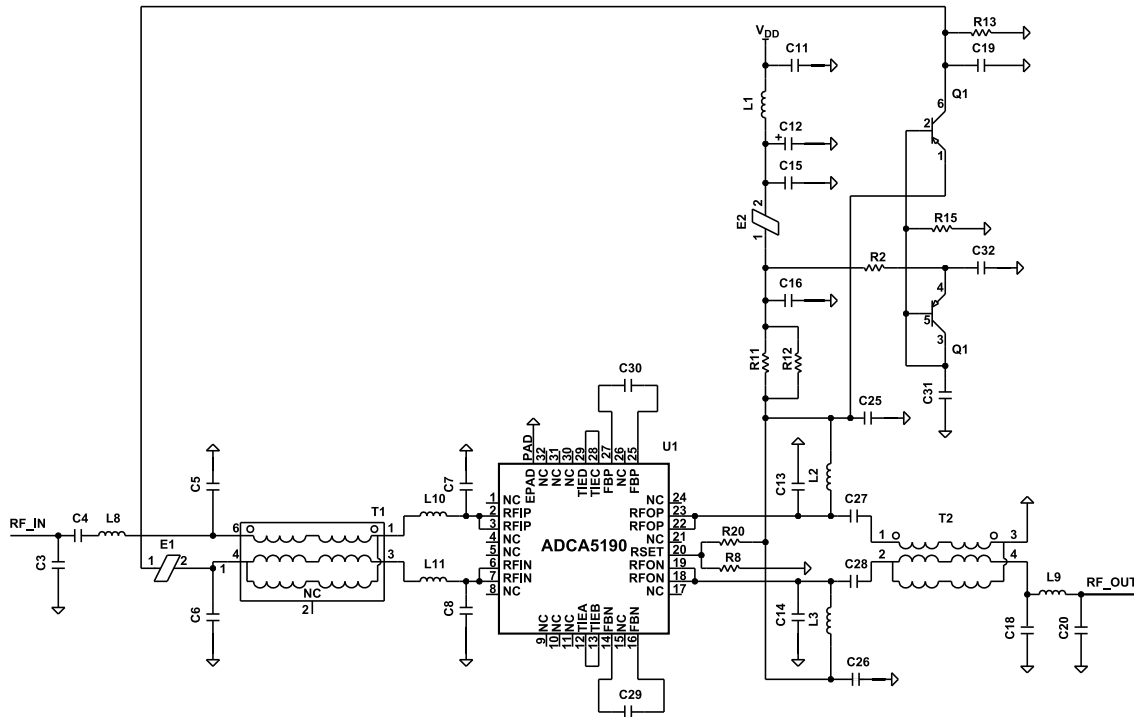 R13
VDD
C11
C19
L1
Q1
6
2
1
+
C12
C15
2
E2
1
R15
R2
C32
4
5
3
Q1
C16
R11
R12
C31
C30
C25
U1
PAD
32
31
30
29
28
27
26
25
EPAD
NC
NC
NC
TIED
TIEC
FBP
NC
FBP
C5
C7
C13
L2
C27
RF_IN
C4
L8
C3
E1
1
2
1
C6
T1
6
1
4
3
NC
2
L10
L11
C8
1
NC
2
RFIP
3
RFIP
4
NC
5
NC
6
RFIN
7
RFIN
8
NC
ADCA5190
NC
24
RFOP
23
RFOP
22
NC
21
RSET
20
RFON
19
RFON
18
NC
17
R20
R8
C28
T2
1
3
2
4
L9
RF_OUT
C14
L3
C18
C20
NC
NC
NC
TIEA
TIEB
FBN
NC
FBN
9
10
11
12
13
14
15
16
C26
C29